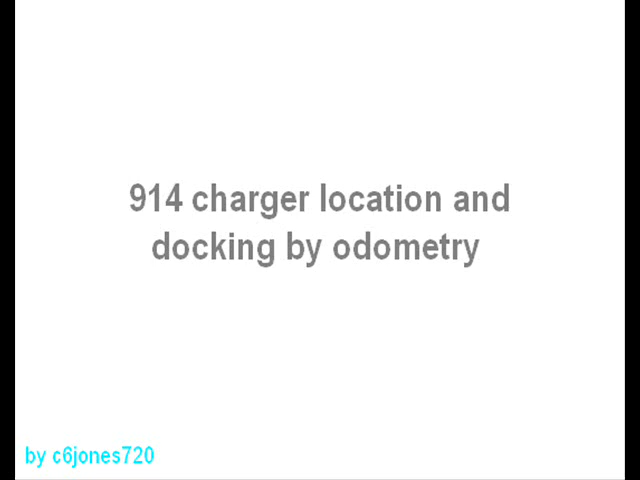 914 charger location and
docking by odometry
by c6jones720